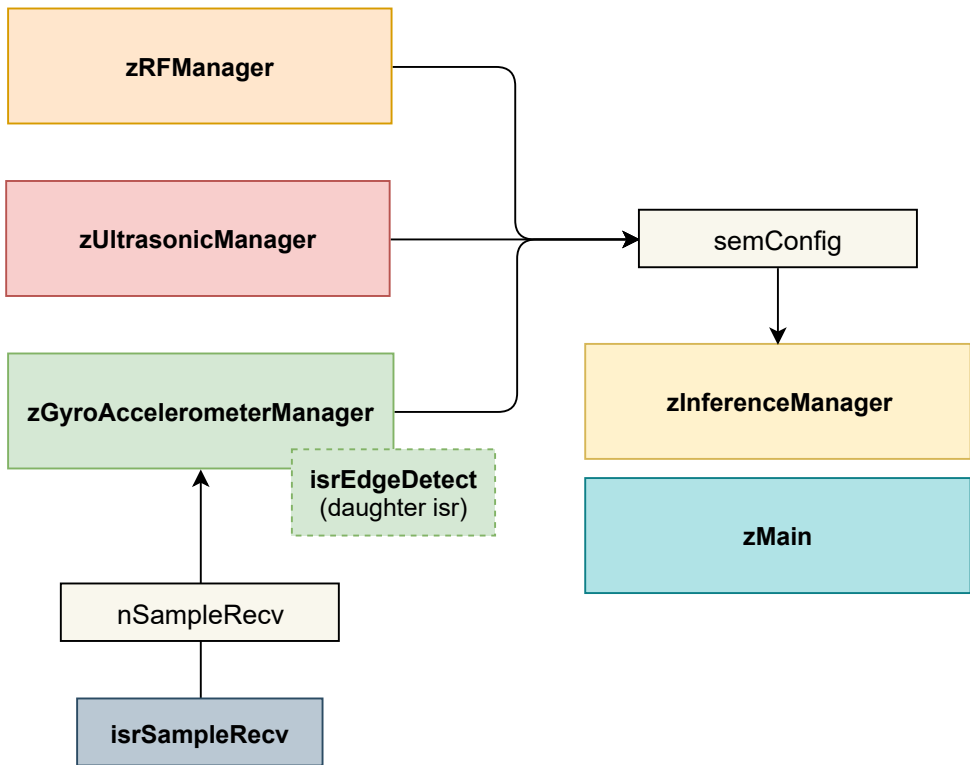 zRFManager
zUltrasonicManager
semConfig
zGyroAccelerometerManager
zInferenceManager
isrEdgeDetect
(daughter isr)
zMain
nSampleRecv
isrSampleRecv